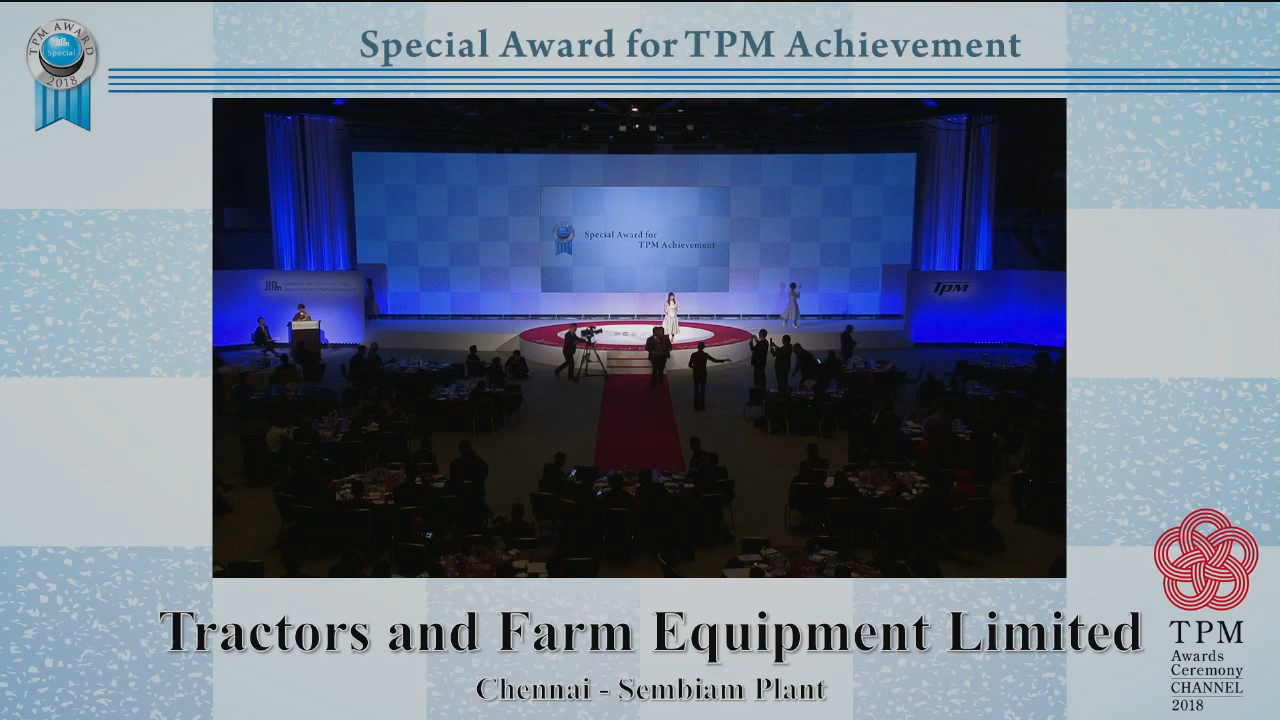 TPM AWARD
Special
2018
Special Award for TPM Achievement
Special Award for
TPM Achievement
JIPM
TPM
Tractors and Farm Equipment Limited
Chennai - Sembiam Plant
TPM
Awards
Ceremony
CHANNEL
2018